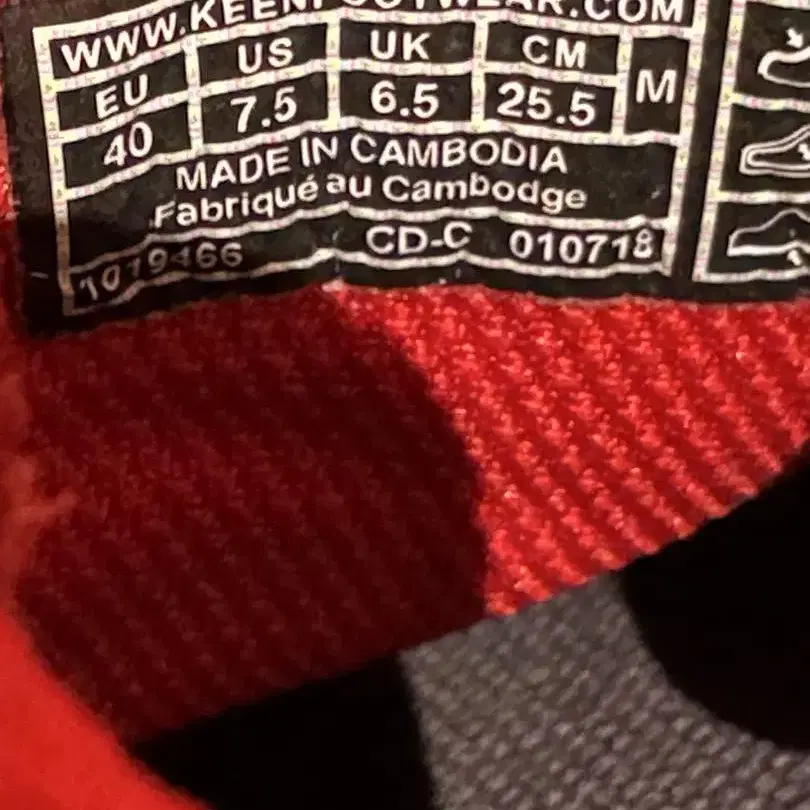 WWW.KEENFOOTWEAR.COM
EU US UK CM M
40 7.5 6.5 25.5
MADE IN CAMBODIA
Fabriqué au Cambodge
1019466 CD-C 010718